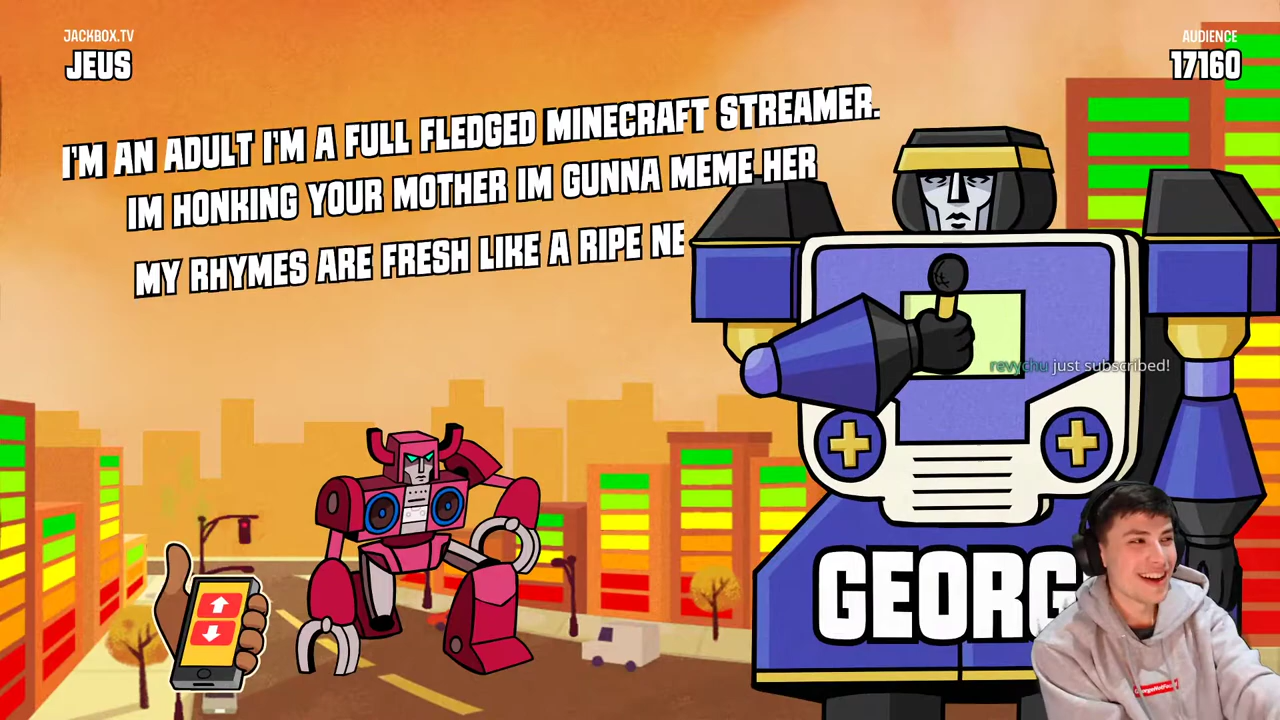 JACKBOX.TV
JEUS
AUDIENCE
17160
I'M AN ADULT I'M A FULL FLEDGED MINECRAFT STREAMER.
IM HONKING YOUR MOTHER IM GUNNA MEME HER
MY RHYMES ARE FRESH LIKE A RIPE NE
revychu just subscribed!
GEORG